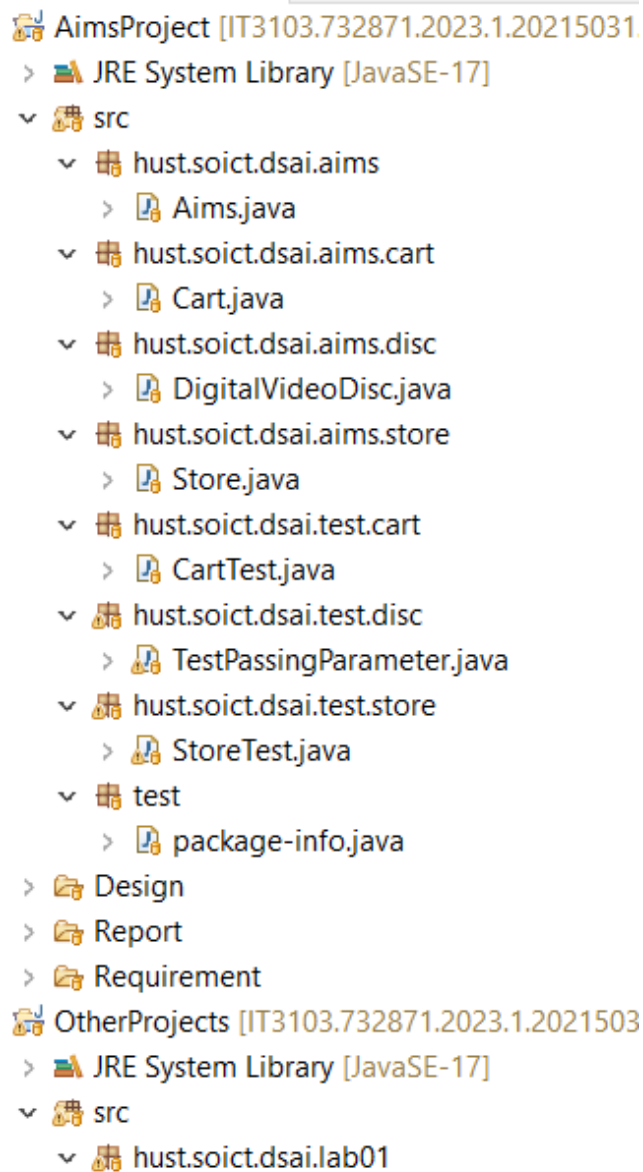 AimsProject [IT3103.732871.2023.1.20215031
JRE System Library [JavaSE-17]
src
hust.soict.dsai.aims
Aims.java
hust.soict.dsai.aims.cart
Cart.java
hust.soict.dsai.aims.disc
DigitalVideoDisc.java
hust.soict.dsai.aims.store
Store.java
hust.soict.dsai.test.cart
CartTest.java
hust.soict.dsai.test.disc
TestPassingParameter.java
hust.soict.dsai.test.store
StoreTest.java
test
package-info.java
Design
Report
Requirement
OtherProjects [IT3103.732871.2023.1.2021503
JRE System Library [JavaSE-17]
src
hust.soict.dsai.lab01